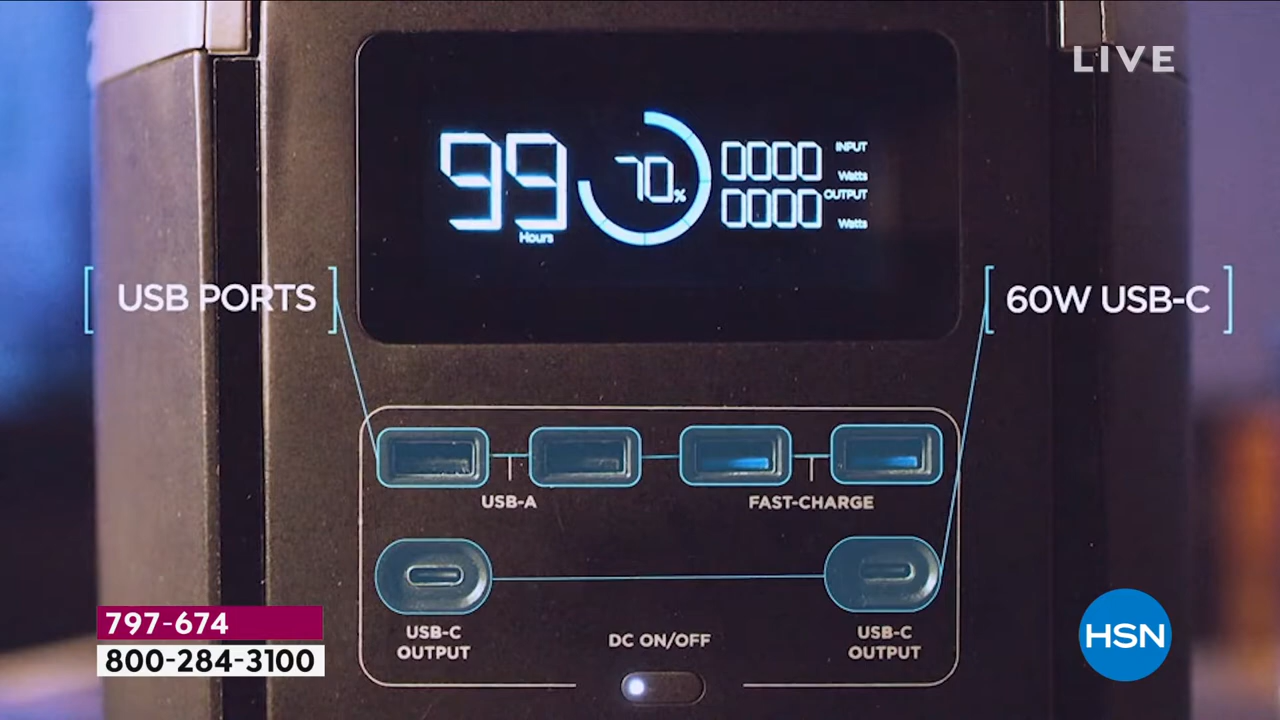 LIVE
99
Hours
70%
0000
INPUT
Watts
0000
OUTPUT
Watts
USB PORTS
60W USB-C
USB-A
FAST-CHARGE
USB-C
OUTPUT
DC ON/OFF
USB-C
OUTPUT
797-674
800-284-3100
HSN